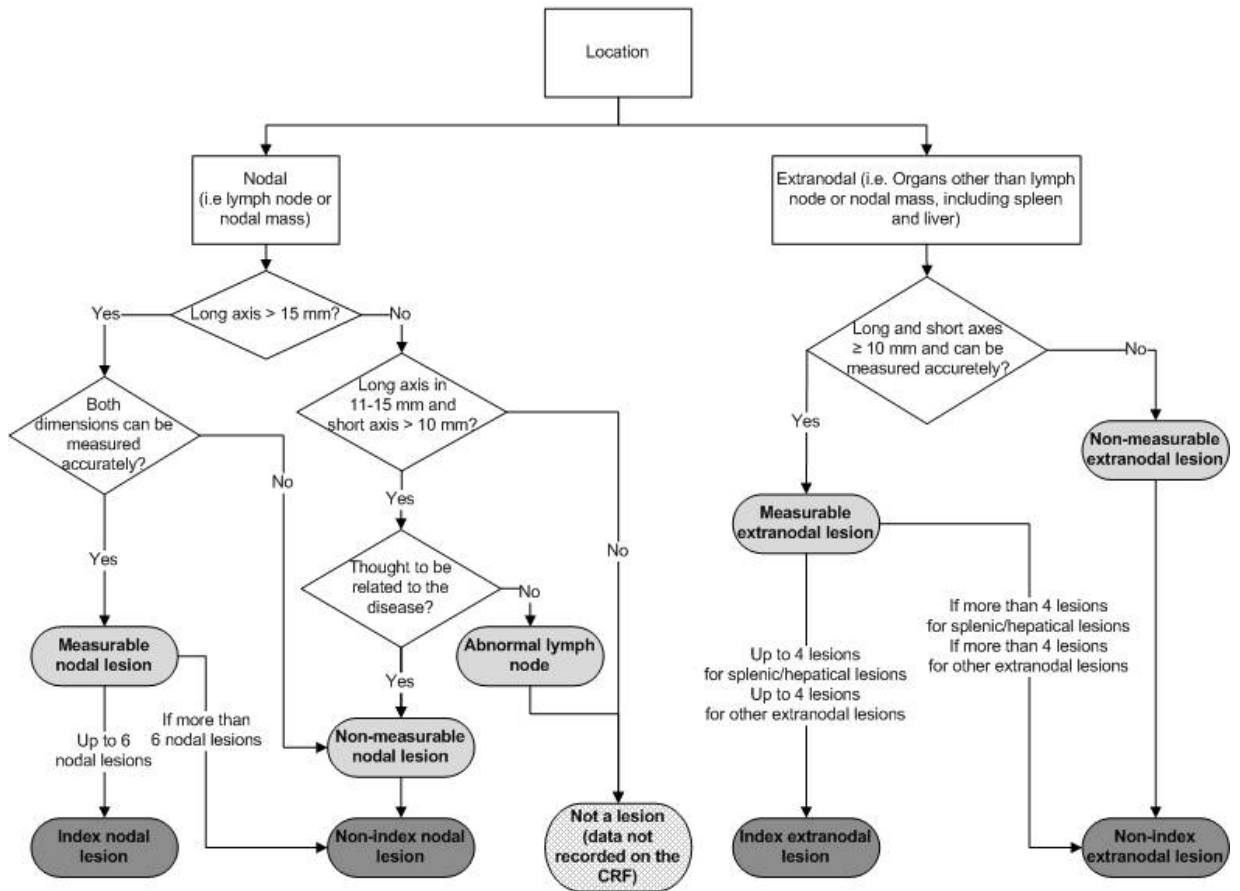 Location
Nodal
(i.e lymph node or
nodal mass)
Extranodal (i.e. Organs other than lymph
node or nodal mass, including spleen
and liver)
Yes
Long axis > 15 mm?
No
Long and short axes
≥ 10 mm and can be
measured accuretely?
No
Yes
Both
dimensions can be
measured
accurately?
No
Yes
Long axis in
11-15 mm and
short axis > 10 mm?
Yes
No
Thought to be
related to the
disease?
No
Yes
Non-measurable
extranodal lesion
Measurable
extranodal lesion
Measurable
nodal lesion
Abnormal lymph
node
Up to 6
nodal lesions
If more than
6 nodal lesions
Non-measurable
nodal lesion
Up to 4 lesions
for splenic/hepatical lesions
Up to 4 lesions
for other extranodal lesions
If more than 4 lesions
for splenic/hepatical lesions
If more than 4 lesions
for other extranodal lesions
Index nodal
lesion
Non-index nodal
lesion
Not a lesion
(data not
recorded on the
CRF)
Index extranodal
lesion
Non-index
extranodal lesion